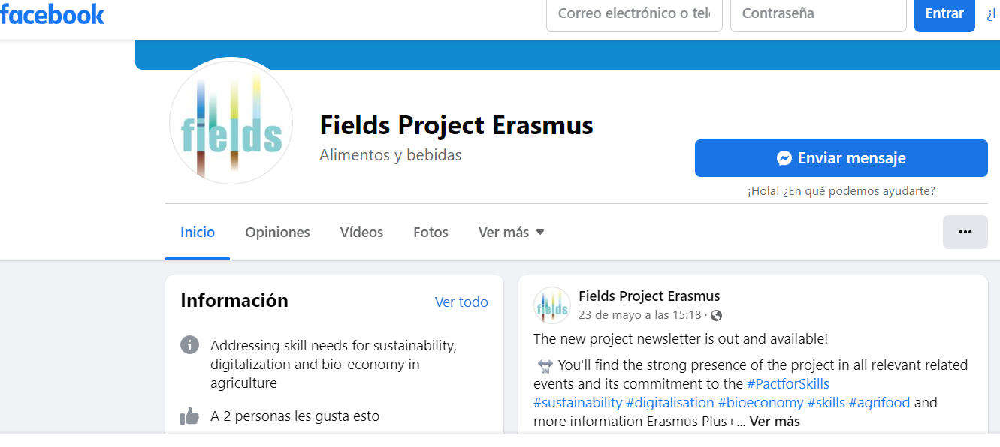 facebook
Correo electrónico o tel
Contraseña
Entrar
¿H
fields
Fields Project Erasmus
Alimentos y bebidas
Enviar mensaje
¡Hola! ¿En qué podemos ayudarte?
Inicio
Opiniones
Vídeos
Fotos
Ver más
Información
Ver todo
Addressing skill needs for sustainability,
digitalization and bio-economy in
agriculture
A 2 personas les gusta esto
fields
Fields Project Erasmus
23 de mayo a las 15:18 ·
The new project newsletter is out and available!
ON! You'll find the strong presence of the project in all relevant related
events and its commitment to the #PactforSkills
#sustainability #digitalisation #bioeconomy #skills #agrifood and
more information Erasmus Plus+... Ver más